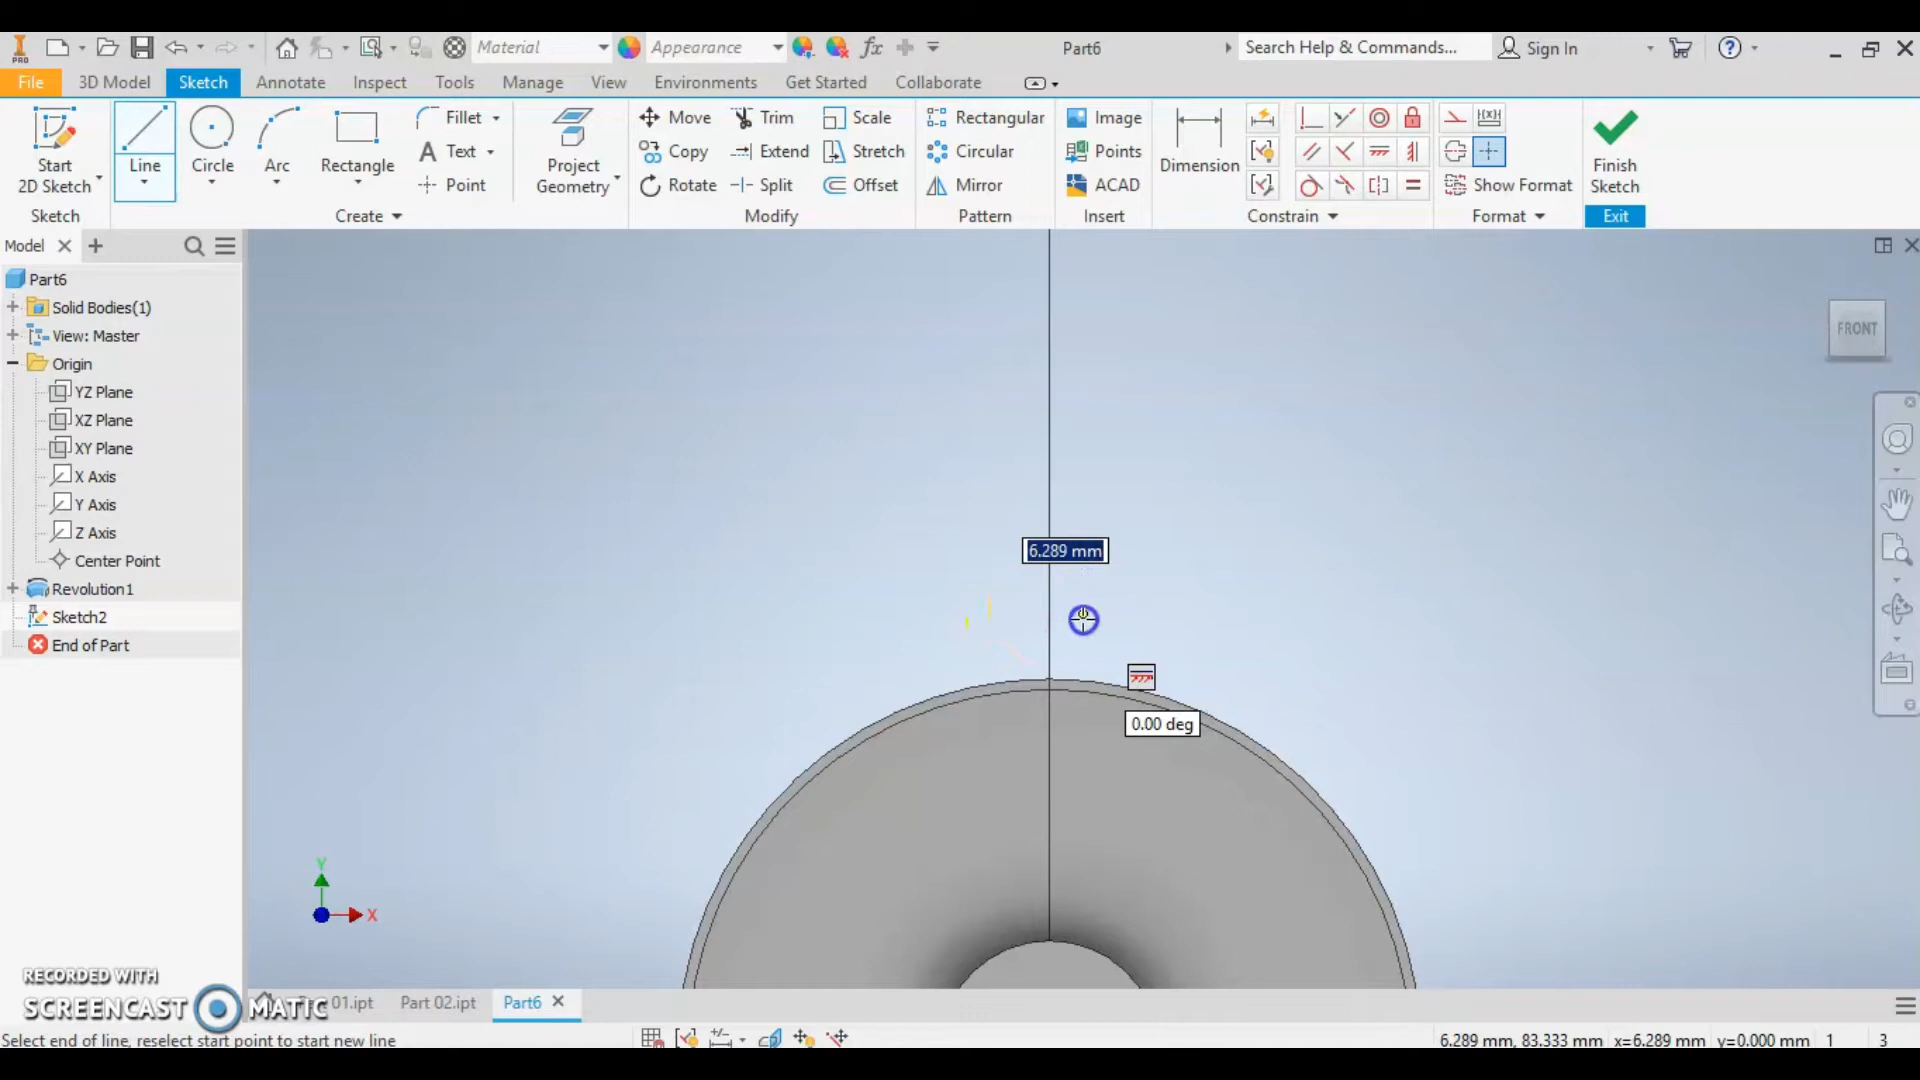 PRO
Material
Appearance
fx
Part6
Search Help & Commands...
Sign In
File
3D Model
Sketch
Annotate
Inspect
Tools
Manage
View
Environments
Get Started
Collaborate
Start
2D Sketch
Line
Circle
Arc
Rectangle
Fillet
Text
Point
Project
Geometry
Move
Trim
Scale
Copy
Extend
Stretch
Rotate
Split
Offset
Rectangular
Circular
Mirror
Image
Points
ACAD
Dimension
Show Format
Finish
Sketch
Sketch
Create
Modify
Pattern
Insert
Constrain
Format
Exit
Model
Part6
Solid Bodies(1)
View: Master
Origin
YZ Plane
XZ Plane
XY Plane
X Axis
Y Axis
Z Axis
Center Point
Revolution1
Sketch2
End of Part
FRONT
6.289 mm
0.00 deg
Y
X
RECORDED WITH
SCREENCAST MATIC
01.ipt
Part 02.ipt
Part6
Select end of line, reselect start point to start new line
6.289 mm, 83.333 mm x=6.289 mm y=0.000 mm 1 3